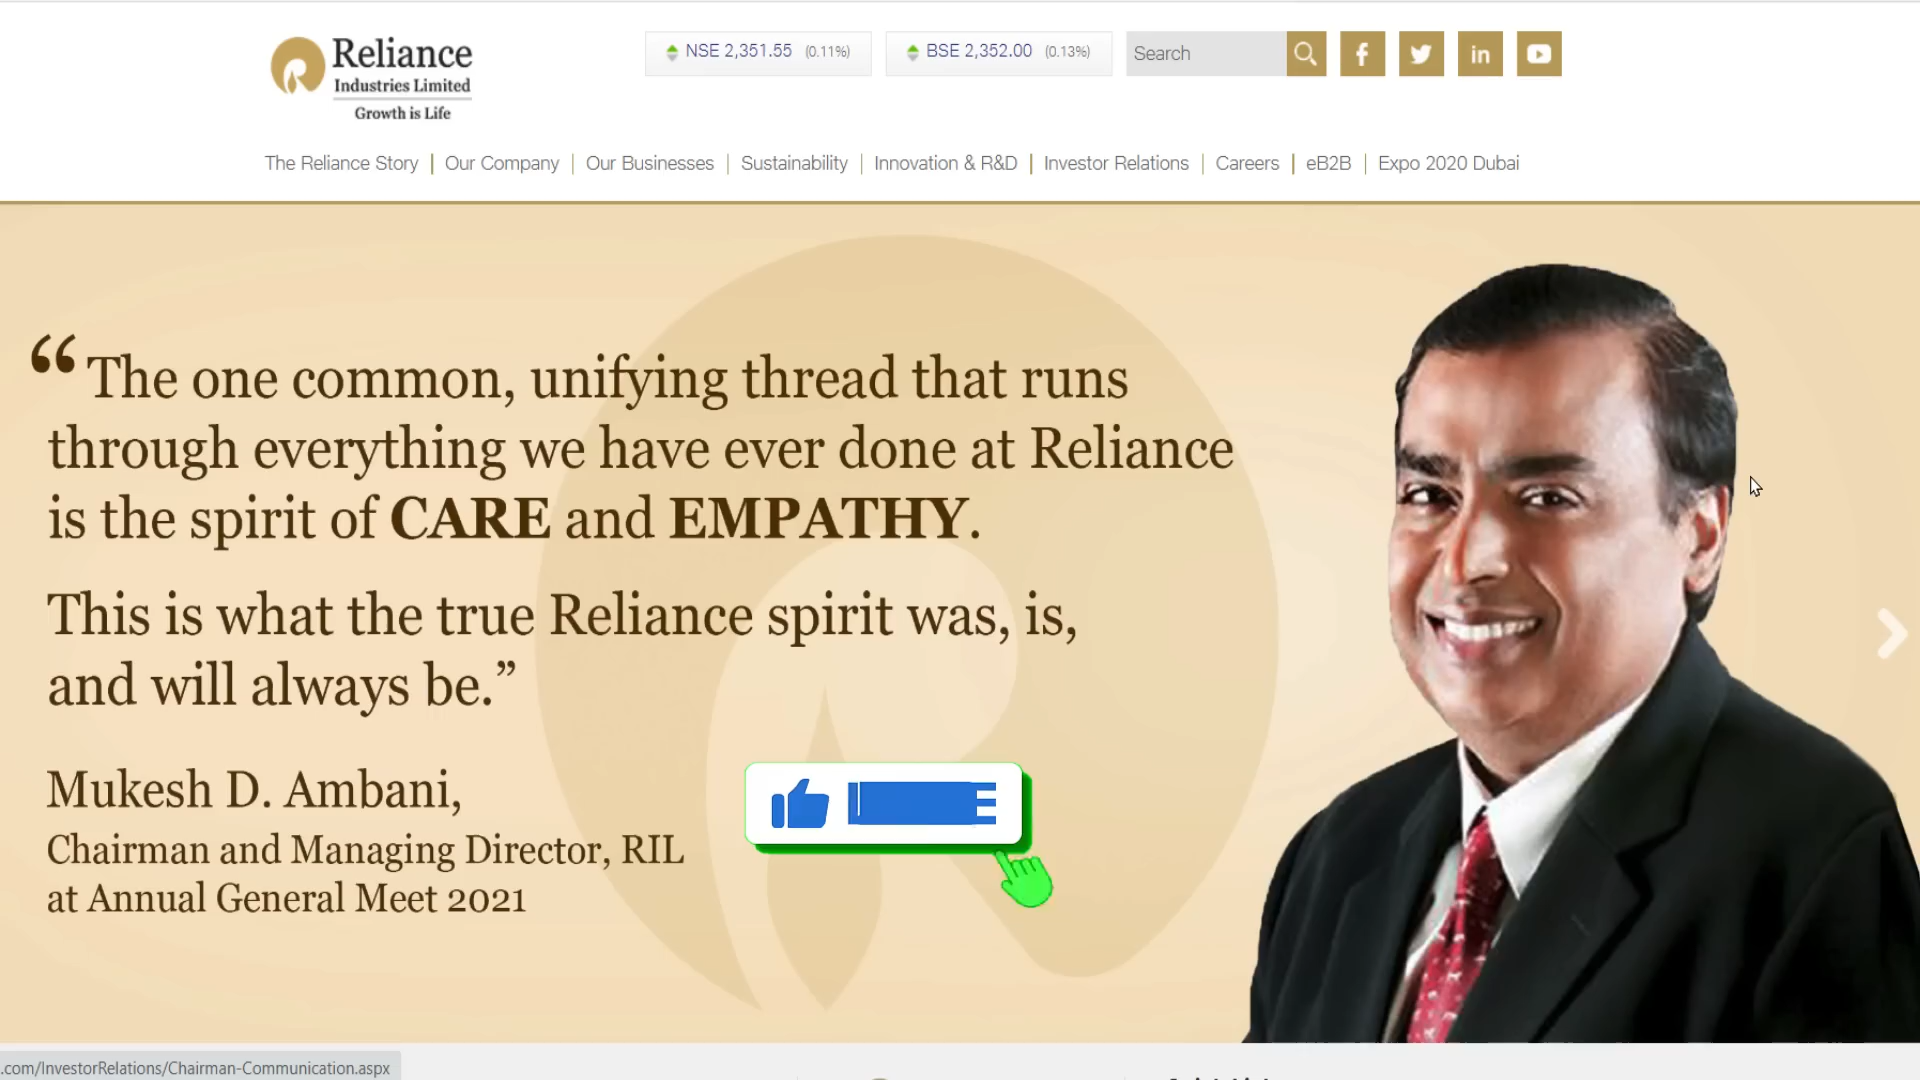 Reliance
Industries Limited
Growth is Life
NSE 2,351.55 (0.11%)
BSE 2,352.00 (0.13%)
Search
The Reliance Story | Our Company | Our Businesses | Sustainability | Innovation & R&D | Investor Relations | Careers | eB2B | Expo 2020 Dubai
“The one common, unifying thread that runs
through everything we have ever done at Reliance
is the spirit of CARE and EMPATHY.
This is what the true Reliance spirit was, is,
and will always be.”
Mukesh D. Ambani,
Chairman and Managing Director, RIL
at Annual General Meet 2021
.com/InvestorRelations/Chairman-Communication.aspx